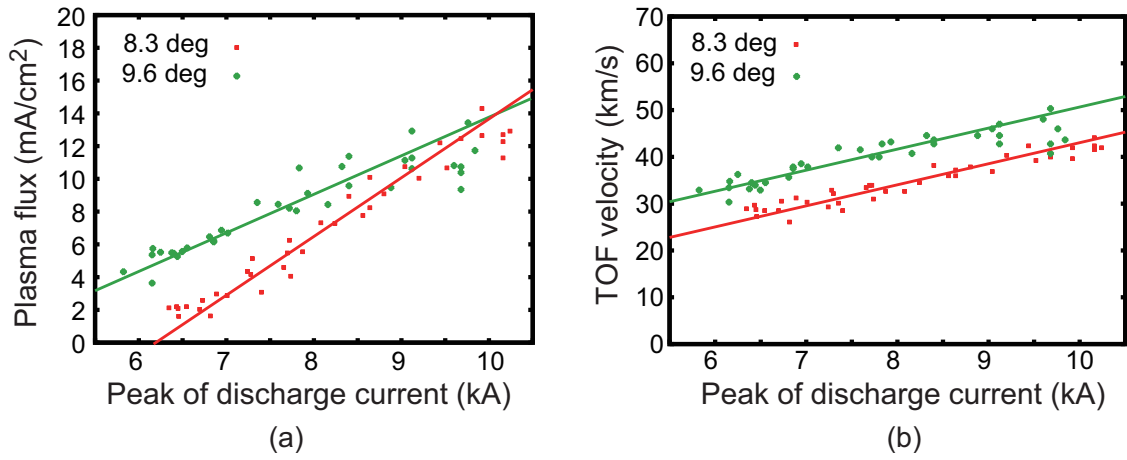 20
18
16
14
12
10
8
6
4
2
0
Plasma flux (mA/cm²)
8.3 deg
9.6 deg
6 7 8 9 10
Peak of discharge current (kA)
(a)
70
60
50
40
30
20
10
0
TOF velocity (km/s)
8.3 deg
9.6 deg
6 7 8 9 10
Peak of discharge current (kA)
(b)